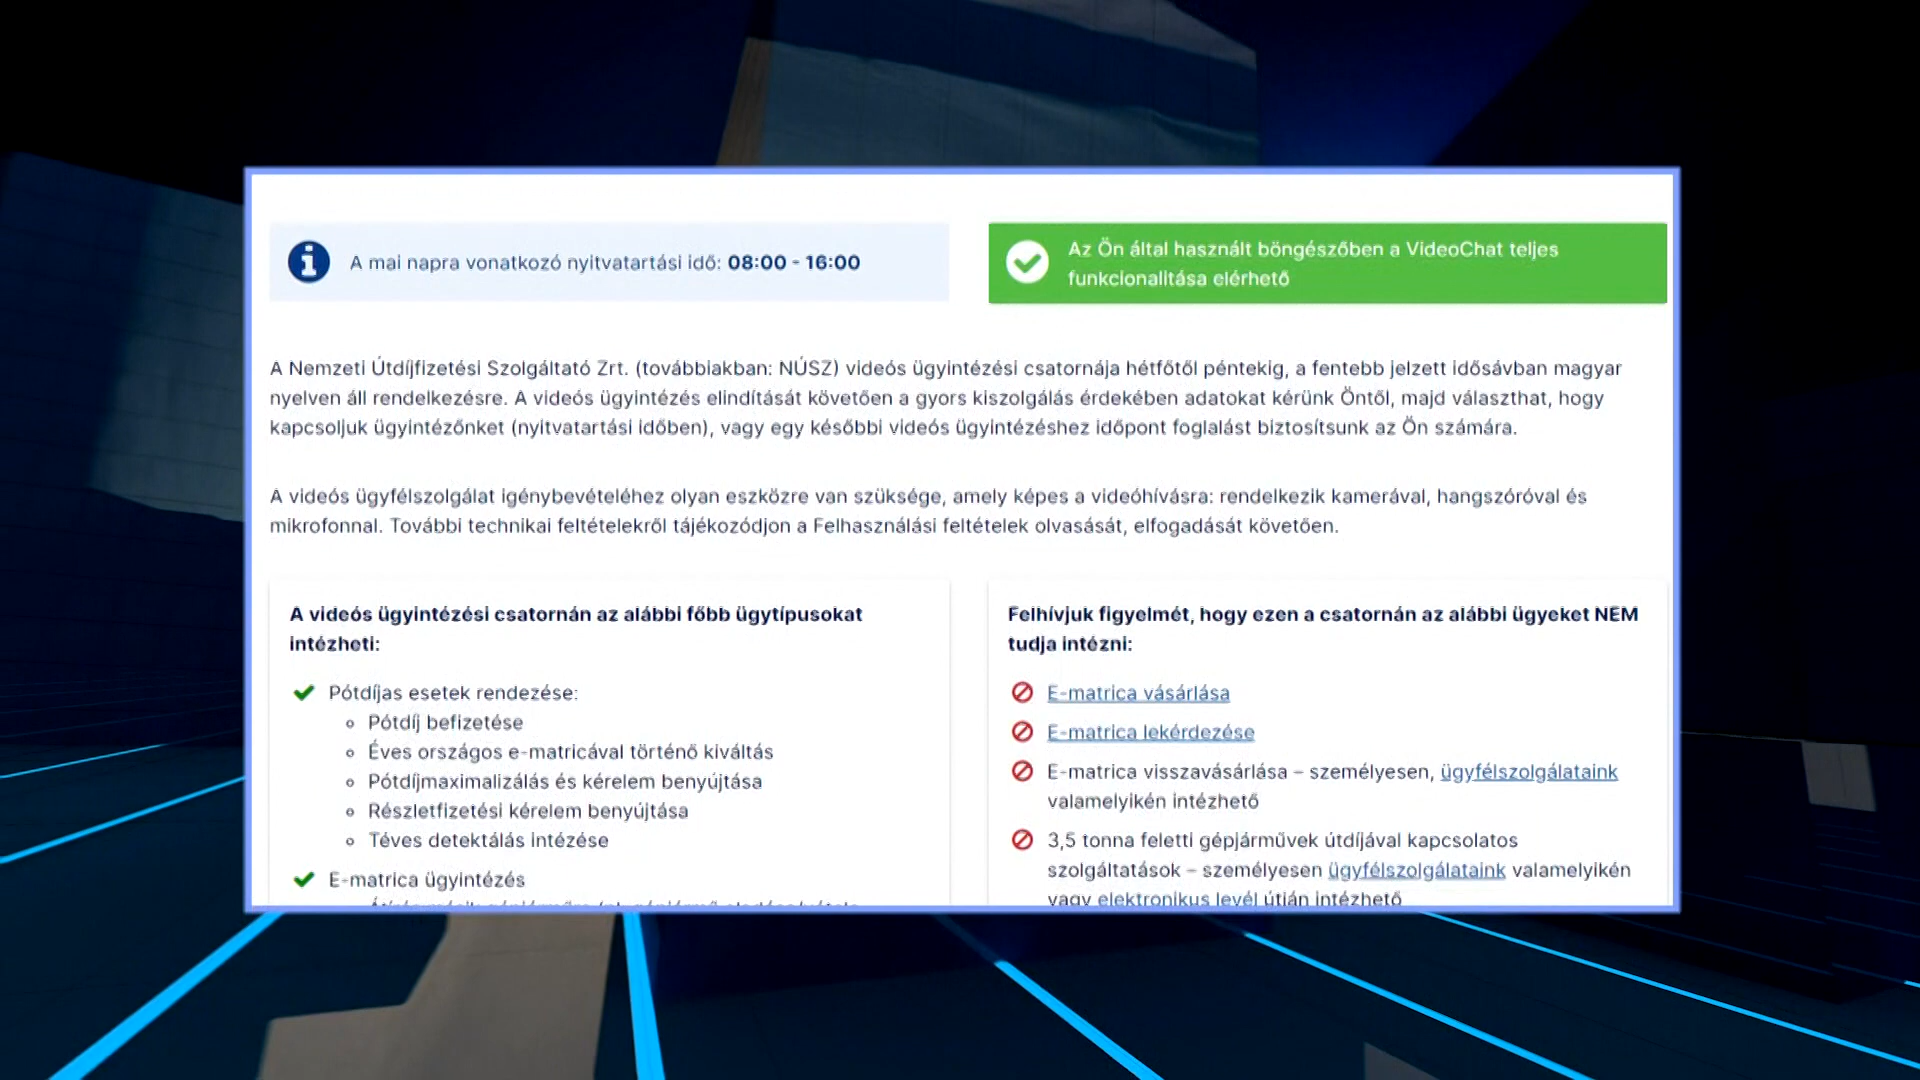 A mai napra vonatkozó nyitvatartási idő: 08:00 - 16:00
Az Ön által használt böngészőben a VideoChat teljes
funkcionalitása elérhető
A Nemzeti Útdíjfizetési Szolgáltató Zrt. (továbbiakban: NÚSZ) videós ügyintézési csatornája hétfőtől péntekig, a fentebb jelzett idősávban magyar
nyelven áll rendelkezésre. A videós ügyintézés elindítását követően a gyors kiszolgálás érdekében adatokat kérünk Öntől, majd választhat, hogy
kapcsoljuk ügyintézőnket (nyitvatartási időben), vagy egy későbbi videós ügyintézéshez időpont foglalást biztosítsunk az Ön számára.
A videós ügyfélszolgálat igénybevételéhez olyan eszközre van szüksége, amely képes a videóhívásra: rendelkezik kamerával, hangszóróval és
mikrofonnal. További technikai feltételekről tájékozódjon a Felhasználási feltételek olvasását, elfogadását követően.
A videós ügyintézési csatornán az alábbi főbb ügytípusokat
intézheti:
Pótdíjas esetek rendezése:
Pótdíj befizetése
Éves országos e-matricával történő kiváltás
Pótdíjmaximalizálás és kérelem benyújtása
Részletfizetési kérelem benyújtása
Téves detektálás intézése
E-matrica ügyintézés
Felhívjuk figyelmét, hogy ezen a csatornán az alábbi ügyeket NEM
tudja intézni:
E-matrica vásárlása
E-matrica lekérdezése
E-matrica visszavásárlása – személyesen, ügyfélszolgálataink
valamelyikén intézhető
3,5 tonna feletti gépjárművek útdíjával kapcsolatos
szolgáltatások – személyesen ügyfélszolgálataink valamelyikén
vagy elektronikus levél útján intézhető